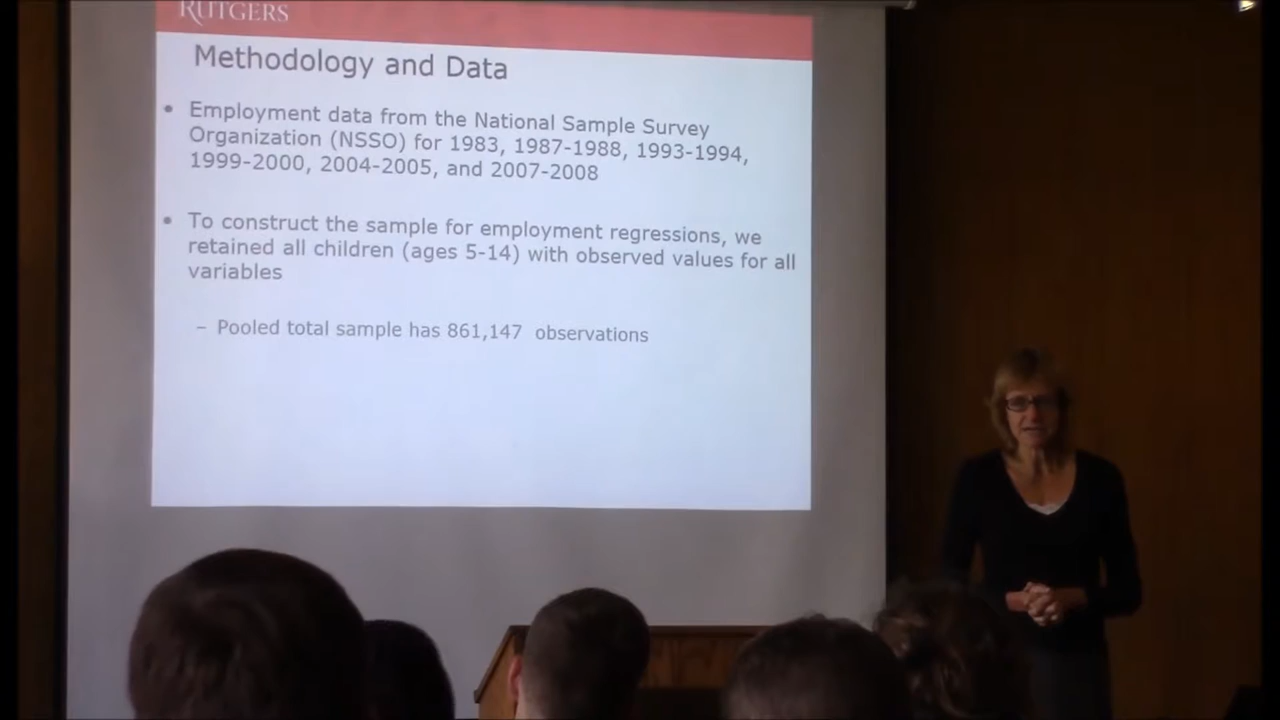 RUTGERS
Methodology and Data
• Employment data from the National Sample Survey
Organization (NSSO) for 1983, 1987-1988, 1993-1994,
1999-2000, 2004-2005, and 2007-2008
• To construct the sample for employment regressions, we
retained all children (ages 5-14) with observed values for all
variables
– Pooled total sample has 861,147 observations